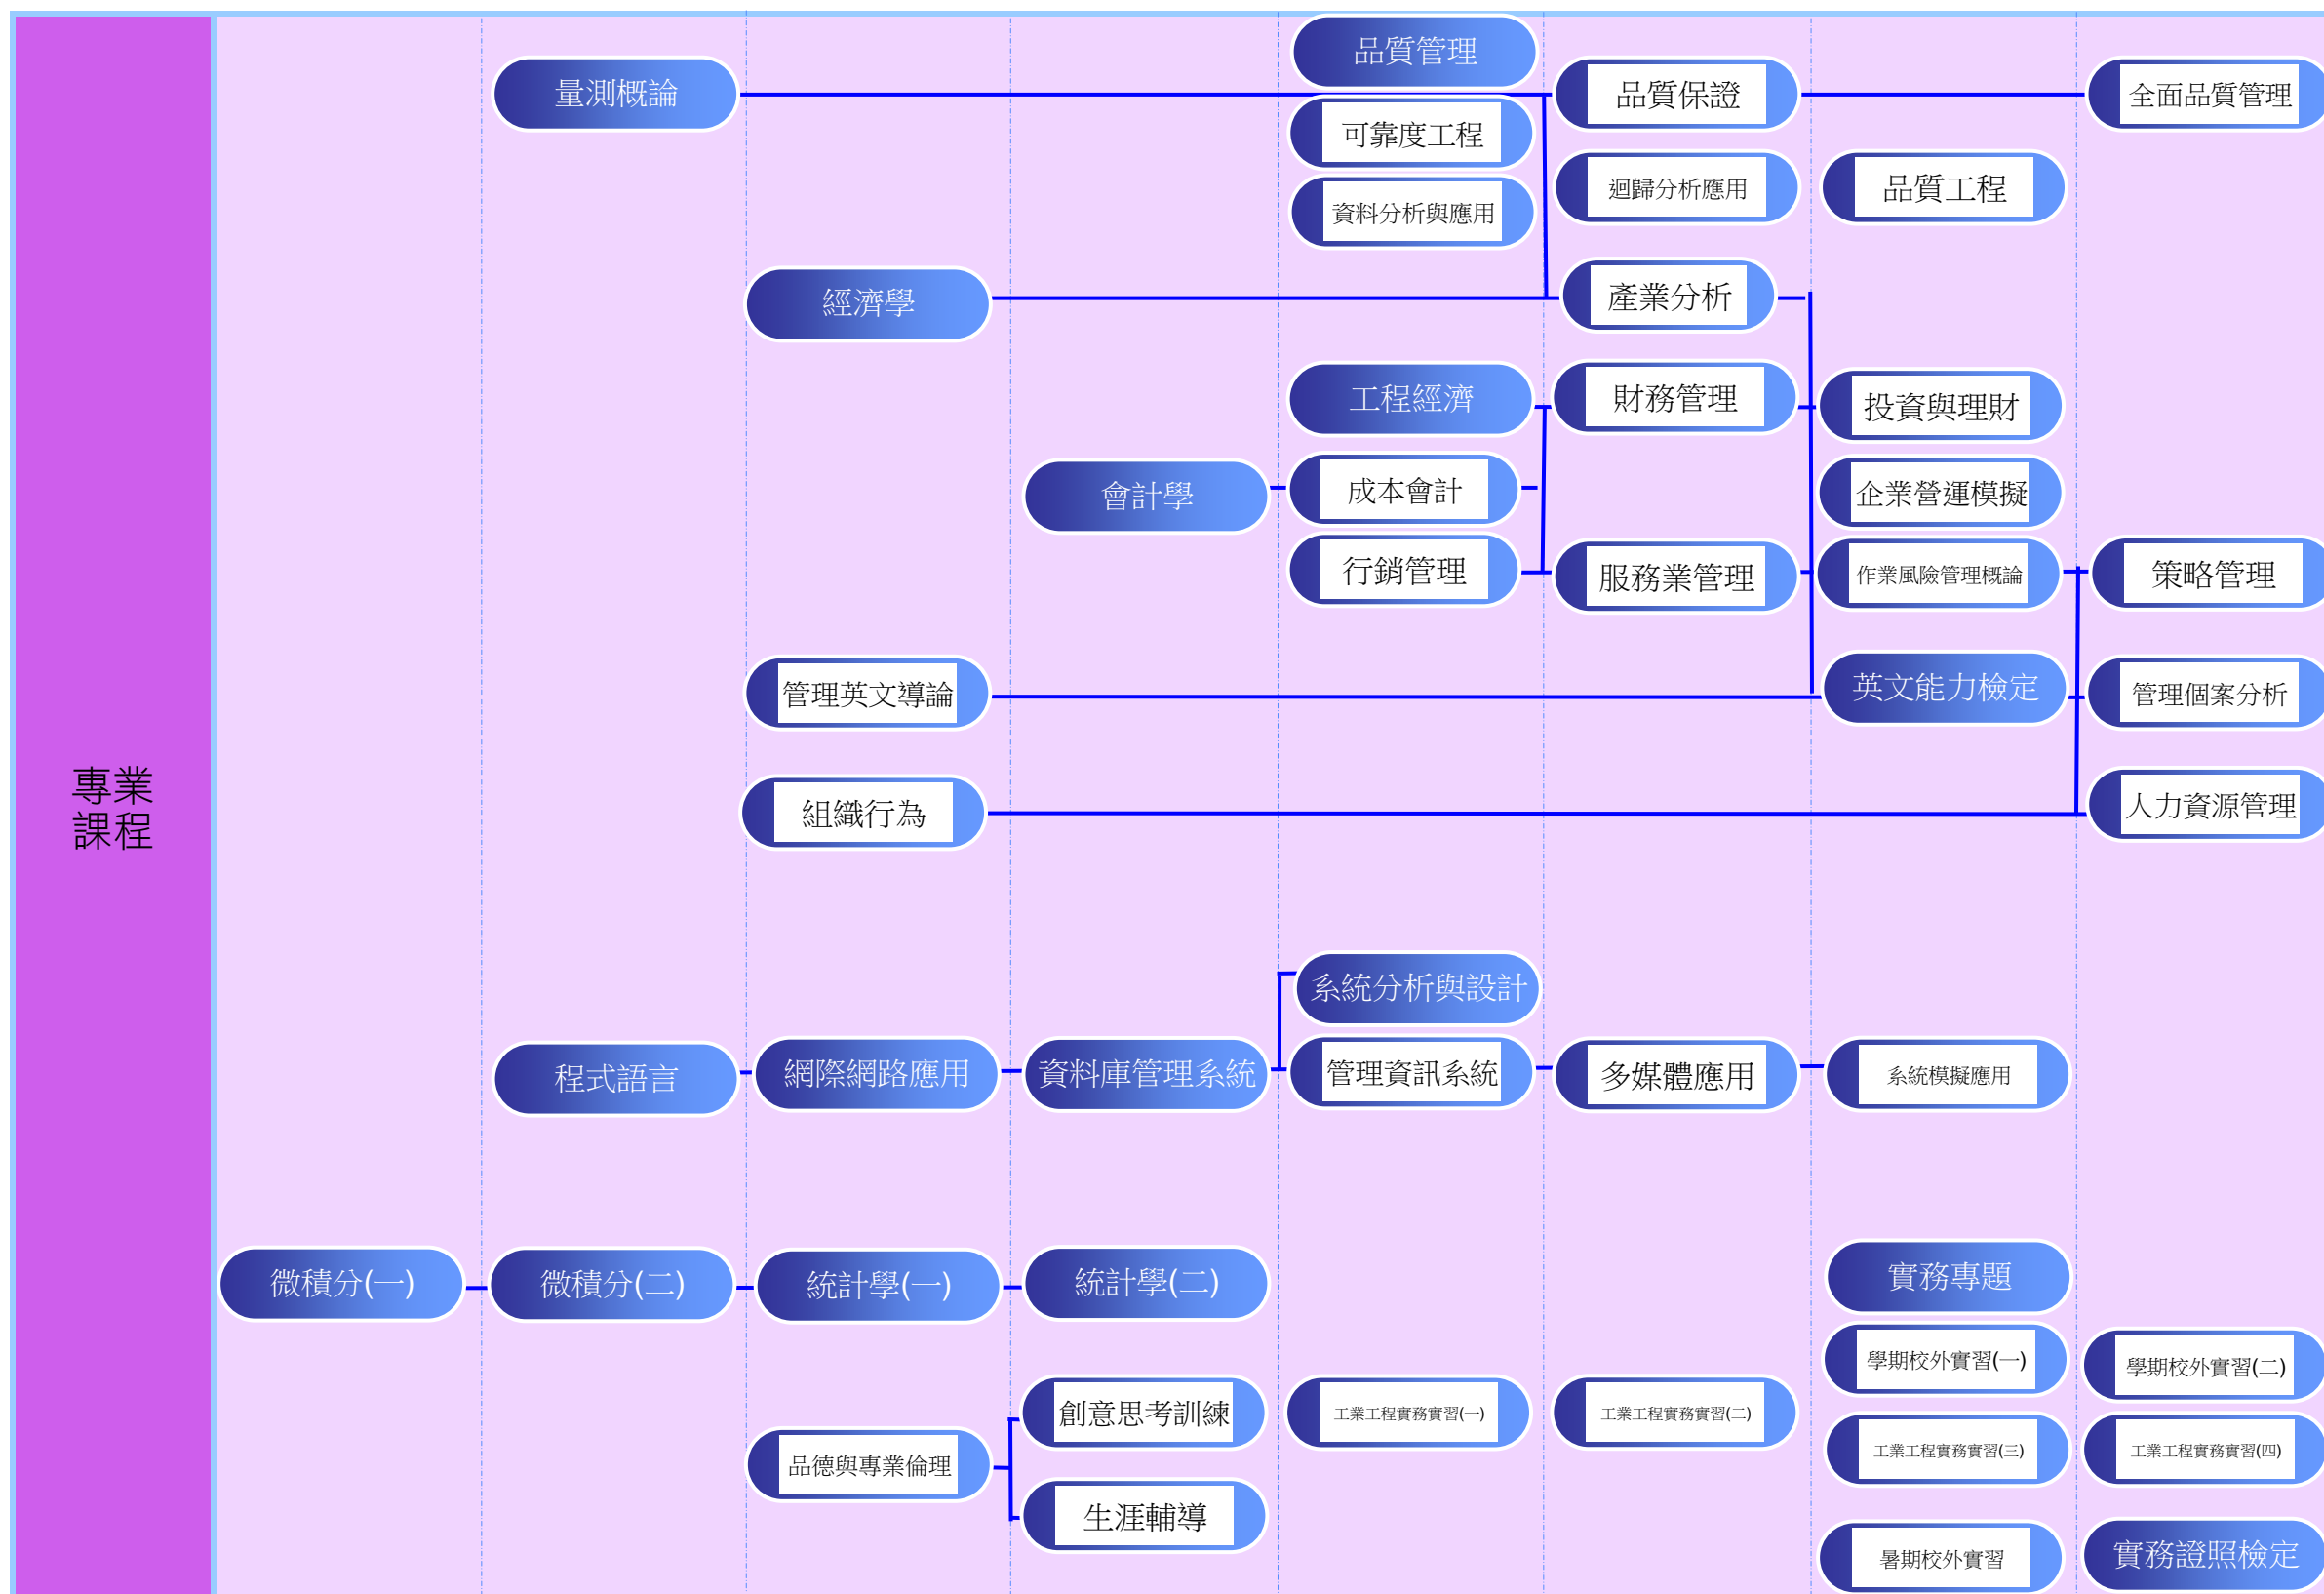 專業
課程
品質管理
量測概論
品質保證
全面品質管理
可靠度工程
資料分析與應用
迴歸分析應用
品質工程
經濟學
產業分析
工程經濟
財務管理
投資與理財
會計學
成本會計
企業營運模擬
行銷管理
服務業管理
作業風險管理概論
策略管理
管理英文導論
英文能力檢定
管理個案分析
組織行為
人力資源管理
系統分析與設計
程式語言
網際網路應用
資料庫管理系統
管理資訊系統
多媒體應用
系統模擬應用
微積分(一)
微積分(二)
統計學(一)
統計學(二)
實務專題
學期校外實習(一)
學期校外實習(二)
創意思考訓練
工業工程實務實習(一)
工業工程實務實習(二)
品德與專業倫理
工業工程實務實習(三)
工業工程實務實習(四)
生涯輔導
暑期校外實習
實務證照檢定